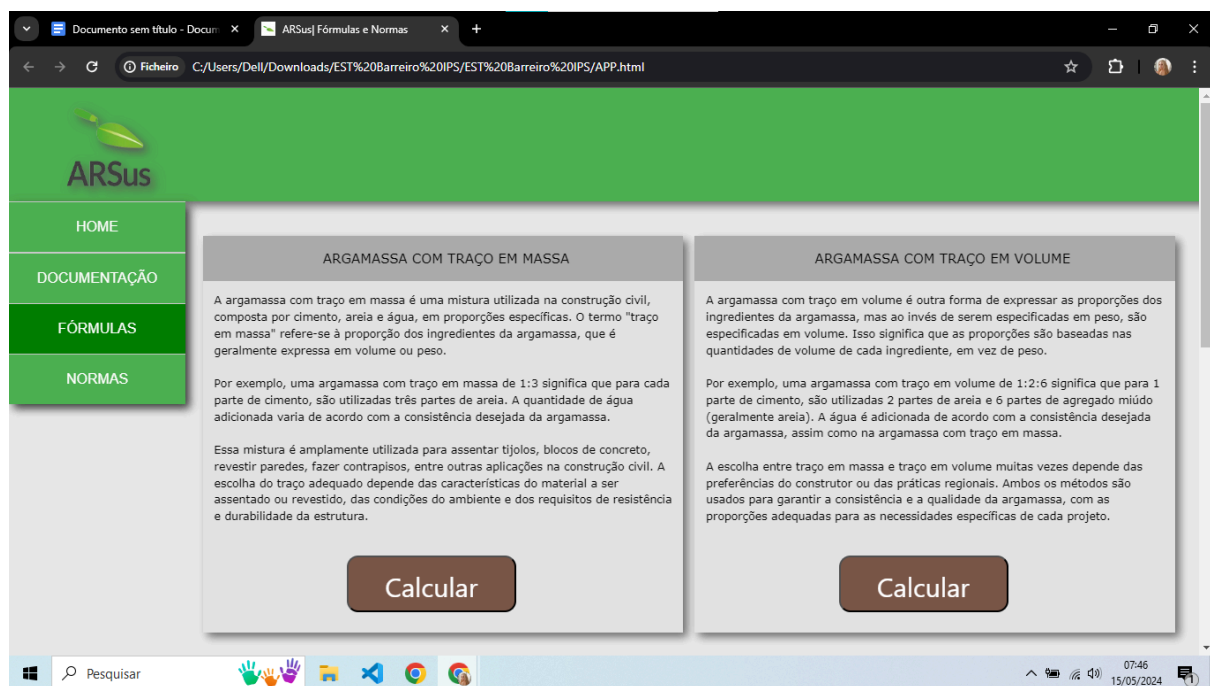 Documento sem título - Docum
ARSus| Fórmulas e Normas
Ficheiro
C:/Users/Dell/Downloads/EST%20Barreiro%20IPS/EST%20Barreiro%20IPS/APP.html
ARSus
HOME
DOCUMENTAÇÃO
FÓRMULAS
NORMAS
ARGAMASSA COM TRAÇO EM MASSA
A argamassa com traço em massa é uma mistura utilizada na construção civil,
composta por cimento, areia e água, em proporções específicas. O termo "traço
em massa" refere-se à proporção dos ingredientes da argamassa, que é
geralmente expressa em volume ou peso.
Por exemplo, uma argamassa com traço em massa de 1:3 significa que para cada
parte de cimento, são utilizadas três partes de areia. A quantidade de água
adicionada varia de acordo com a consistência desejada da argamassa.
Essa mistura é amplamente utilizada para assentar tijolos, blocos de concreto,
revestir paredes, fazer contrapisos, entre outras aplicações na construção civil. A
escolha do traço adequado depende das características do material a ser
assentado ou revestido, das condições do ambiente e dos requisitos de resistência
e durabilidade da estrutura.
Calcular
ARGAMASSA COM TRAÇO EM VOLUME
A argamassa com traço em volume é outra forma de expressar as proporções dos
ingredientes da argamassa, mas ao invés de serem especificadas em peso, são
especificadas em volume. Isso significa que as proporções são baseadas nas
quantidades de volume de cada ingrediente, em vez de peso.
Por exemplo, uma argamassa com traço em volume de 1:2:6 significa que para 1
parte de cimento, são utilizadas 2 partes de areia e 6 partes de agregado miúdo
(geralmente areia). A água é adicionada de acordo com a consistência desejada
da argamassa, assim como na argamassa com traço em massa.
A escolha entre traço em massa e traço em volume muitas vezes depende das
preferências do construtor ou das práticas regionais. Ambos os métodos são
usados para garantir a consistência e a qualidade da argamassa, com as
proporções adequadas para as necessidades específicas de cada projeto.
Calcular
Pesquisar
07:46
15/05/2024
1